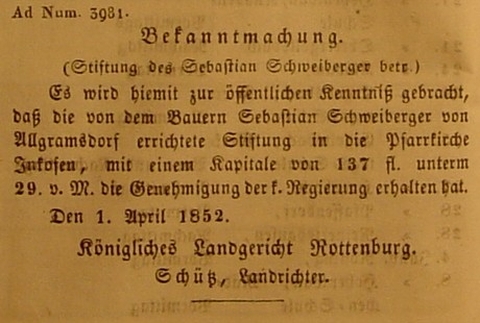 Ad Num. 3981.
Bekanntmachung.
(Stiftung des Sebastian Schweiberger betr.)
Es wird hiemit zur öffentlichen Kenntniß gebracht,
daß die von dem Bauern Sebastian Schweiberger von
Allgramsdorf errichtete Stiftung in die Pfarrkirche
Inkofen, mit einem Kapitale von 137 fl. unterm
29. v. M. die Genehmigung der k. Regierung erhalten hat.
Den 1. April 1852.
Königliches Landgericht Rottenburg.
Schütz, Landrichter.